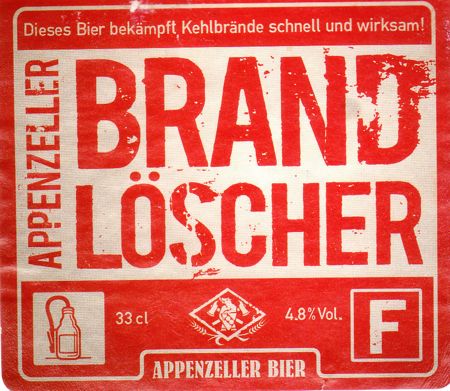 Dieses Bier bekämpft Kehlbrände schnell und wirksam!
APPENZELLER
BRAND
LÖSCHER
33 cl
4.8% Vol.
F
APPENZELLER BIER